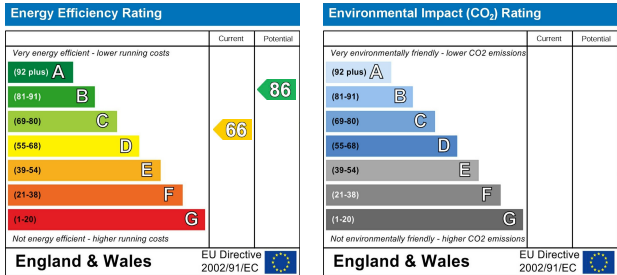 Energy Efficiency Rating
Current Potential
Very energy efficient - lower running costs
(92 plus) A
(81-91) B
(69-80) C
(55-68) D
(39-54) E
(21-38) F
(1-20) G
66
86
Not energy efficient - higher running costs
England & Wales
EU Directive
2002/91/EC
Environmental Impact (CO₂) Rating
Current Potential
Very environmentally friendly - lower CO2 emissions
(92 plus) A
(81-91) B
(69-80) C
(55-68) D
(39-54) E
(21-38) F
(1-20) G
Not environmentally friendly - higher CO2 emissions
England & Wales
EU Directive
2002/91/EC